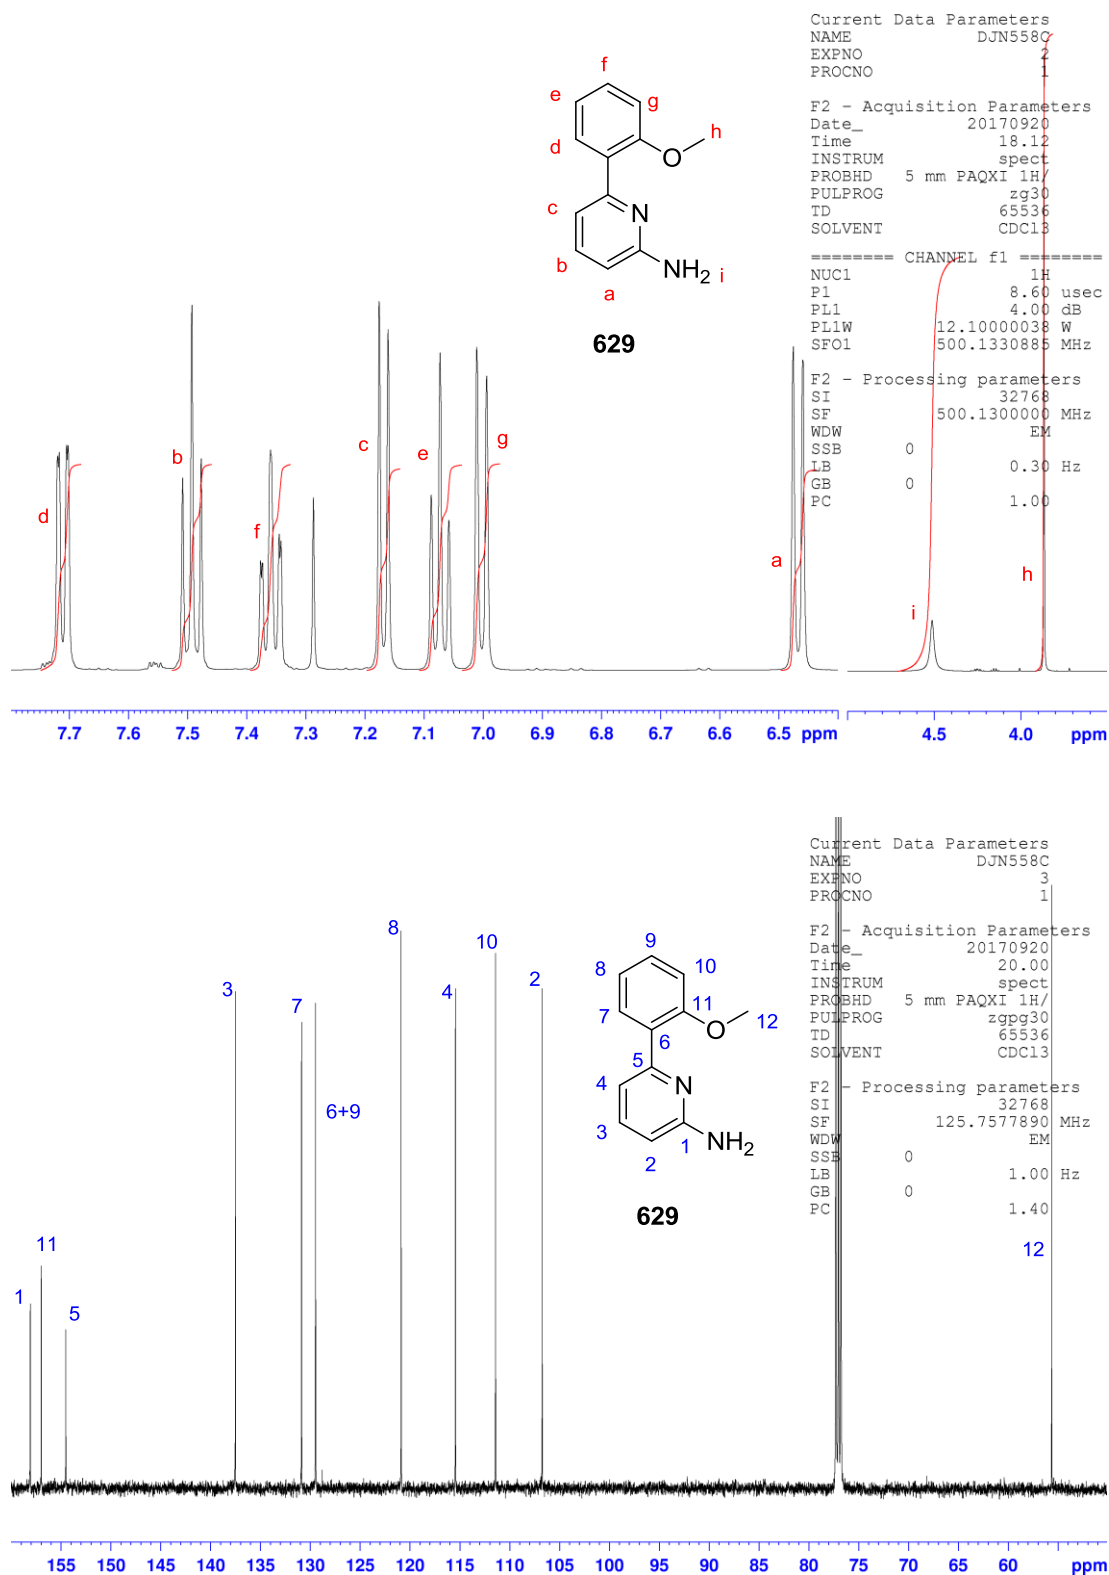 Current Data Parameters
NAME DJN558C
EXPNO 2
PROCNO 1
F2 - Acquisition Parameters
Date_ 20170920
Time 18.12
INSTRUM spect
PROBHD 5 mm PAQXI 1H/
PULPROG zg30
TD 65536
SOLVENT CDCl3
======== CHANNEL f1 ========
NUC1 1H
P1 8.60 usec
PL1 4.00 dB
PL1W 12.10000038 W
SFO1 500.1330885 MHz
F2 - Processing parameters
SI 32768
SF 500.1300000 MHz
WDW EM
SSB 0
LB 0.30 Hz
GB 0
PC 1.00
f
e
g
h
d
O
c
N
b
NH2 i
a
629
d
b
f
c
e
g
a
i
h
7.7 7.6 7.5 7.4 7.3 7.2 7.1 7.0 6.9 6.8 6.7 6.6 6.5 ppm
4.5 4.0 ppm
Current Data Parameters
NAME DJN558C
EXPNO 3
PROCNO 1
F2 - Acquisition Parameters
Date_ 20170920
Time 20.00
INSTRUM spect
PROBHD 5 mm PAQXI 1H/
PULPROG zgpg30
TD 65536
SOLVENT CDCl3
F2 - Processing parameters
SI 32768
SF 125.7577890 MHz
WDW EM
SSB 0
LB 1.00 Hz
GB 0
PC 1.40
9
8
10
11
12
7
O
6
5
4
N
3
1
NH2
2
629
1
11
5
3
7
6+9
8
4
10
2
12
155 150 145 140 135 130 125 120 115 110 105 100 95 90 85 80 75 70 65 60 ppm